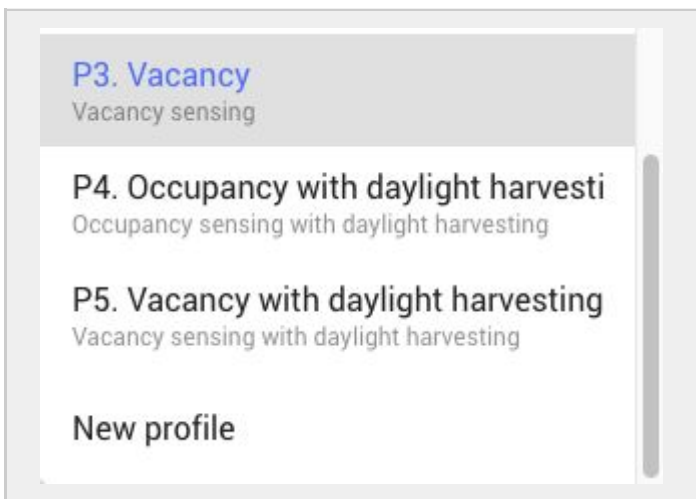 P3. Vacancy
Vacancy sensing
P4. Occupancy with daylight harvesti
Occupancy sensing with daylight harvesting
P5. Vacancy with daylight harvesting
Vacancy sensing with daylight harvesting
New profile